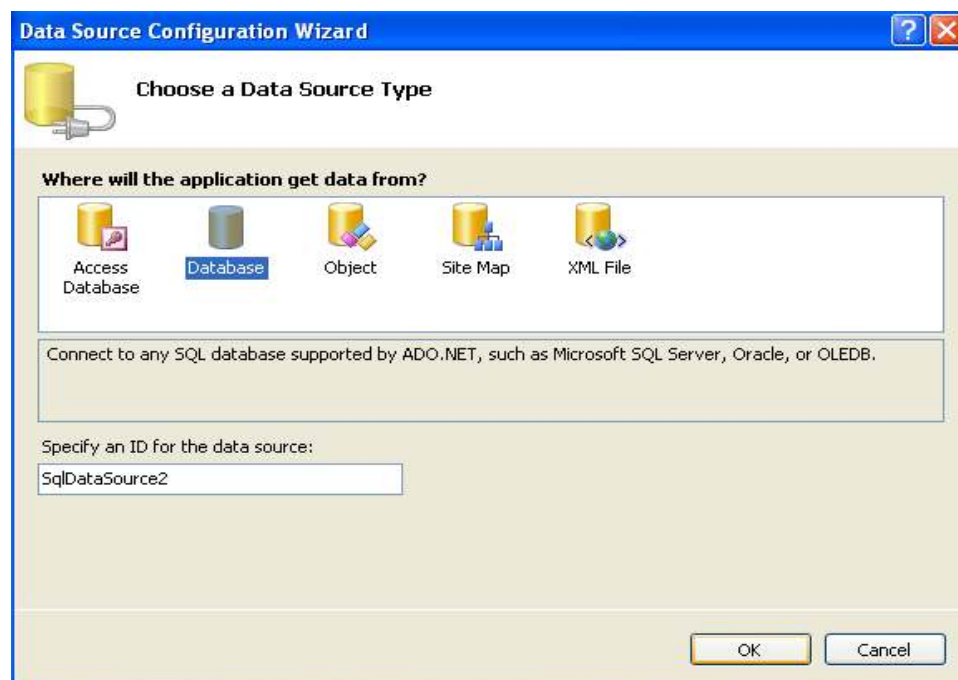 Data Source Configuration Wizard
Choose a Data Source Type
Where will the application get data from?
Access Database
Database
Object
Site Map
XML File
Connect to any SQL database supported by ADO.NET, such as Microsoft SQL Server, Oracle, or OLEDB.
Specify an ID for the data source:
SqlDataSource2
OK
Cancel